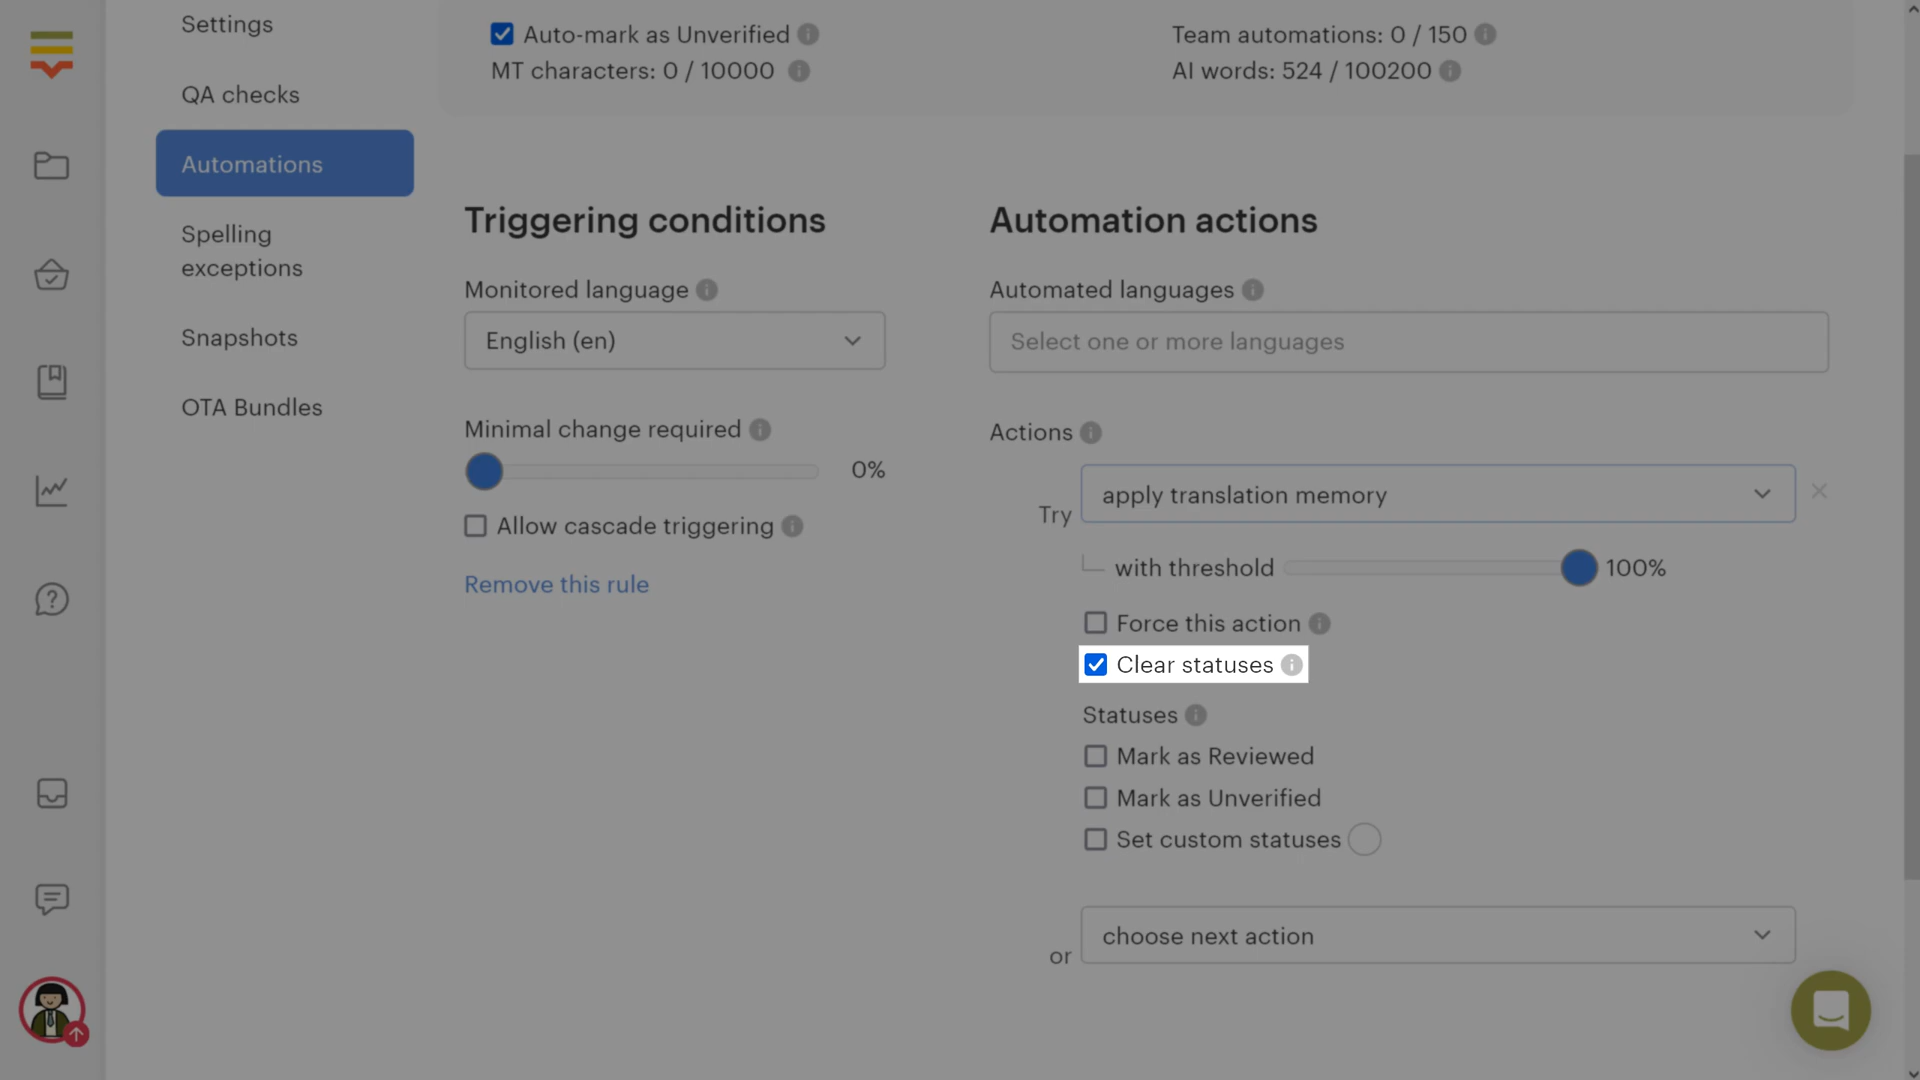 Settings
QA checks
Automations
Spelling
exceptions
Snapshots
OTA Bundles
Auto-mark as Unverified
MT characters: 0 / 10000
Team automations: 0 / 150
AI words: 524 / 100200
Triggering conditions
Monitored language
English (en)
Minimal change required
0%
Allow cascade triggering
Remove this rule
Automation actions
Automated languages
Select one or more languages
Actions
Try
apply translation memory
with threshold
100%
Force this action
Clear statuses
Statuses
Mark as Reviewed
Mark as Unverified
Set custom statuses
or
choose next action